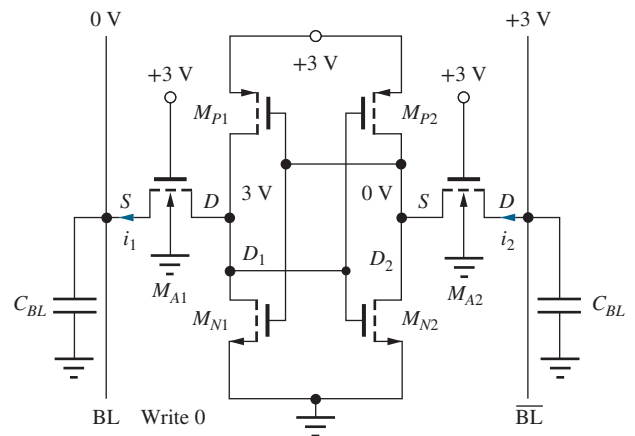 0 V
+3 V
+3 V
+3 V
+3 V
M_P1
M_P2
S
D
3 V
0 V
S
D
i_1
i_2
D_1
D_2
M_A1
M_A2
C_BL
M_N1
M_N2
C_BL
BL
Write 0
B̅L̅